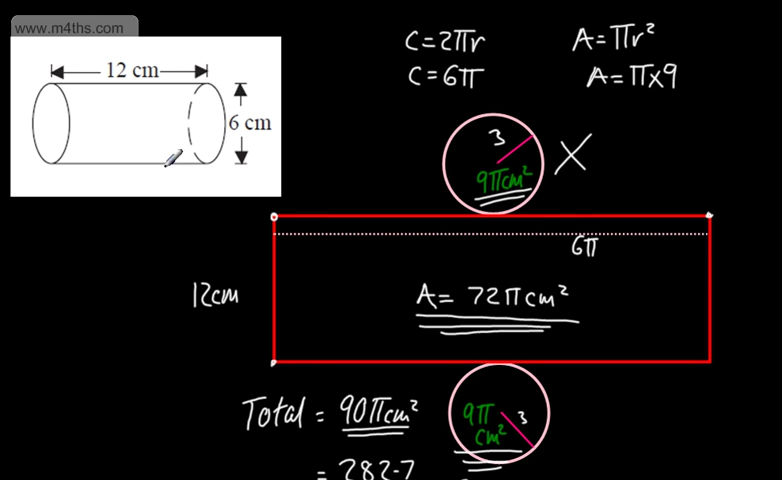 www.m4ths.com
12 cm
6 cm
C=2πr
A=πr²
C=6π
A=π×9
3
9πcm²
6π
12cm
A= 72πcm²
Total = 90πcm²
= 282.7
9π
cm²
3